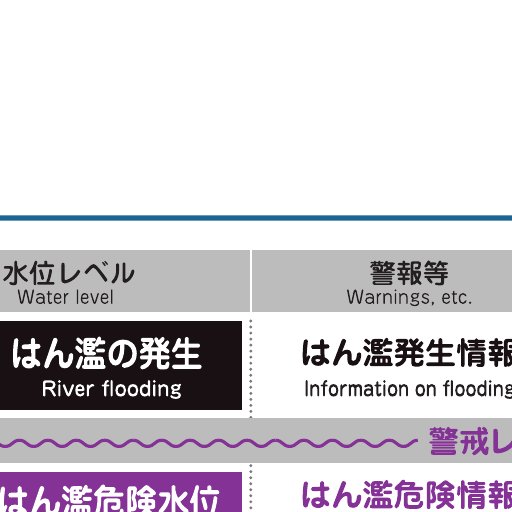 水位レベル
Water level
警報等
Warnings, etc.
はん濫の発生
River flooding
はん濫発生情報
Information on flooding
警戒レ
はん濫危険水位
はん濫危険情報